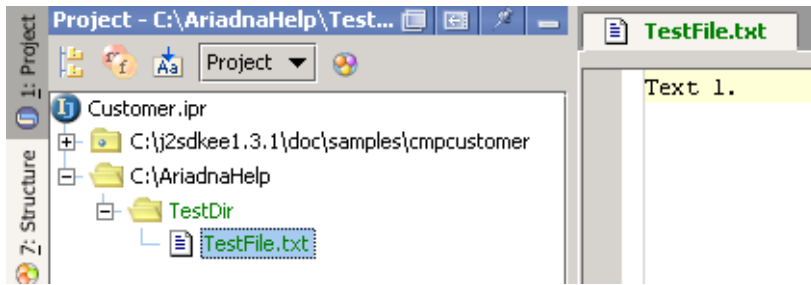 1: Project
7: Structure
Project - C:\AriadnaHelp\Test...
Project
Customer.ipr
C:\j2sdkee1.3.1\doc\samples\cmpcustomer
C:\AriadnaHelp
TestDir
TestFile.txt
TestFile.txt
Text 1.